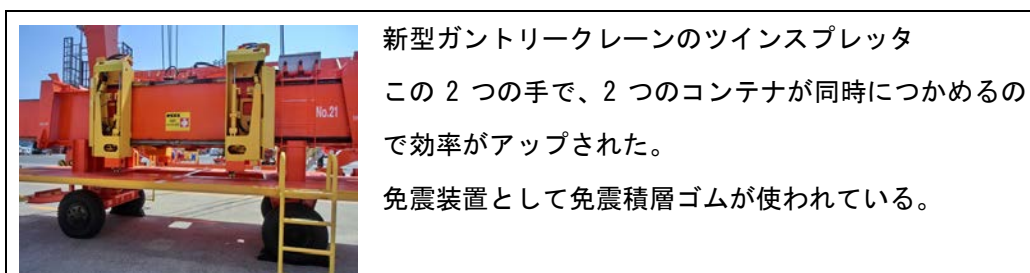 新型ガントリークレーンのツインスプレッタ
この 2 つの手で、2 つのコンテナが同時につかめるの
で効率がアップされた。
免震装置として免震積層ゴムが使われている。
No.21